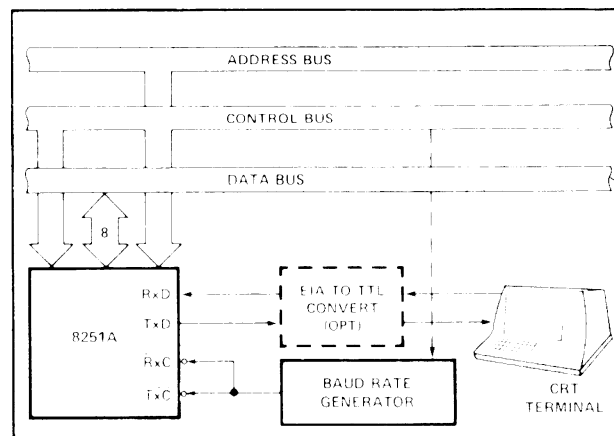 ADDRESS BUS
CONTROL BUS
DATA BUS
8
8251A
RxD
TxD
RxC
TxC
EIA TO TTL
CONVERT
(OPT)
BAUD RATE
GENERATOR
CRT
TERMINAL